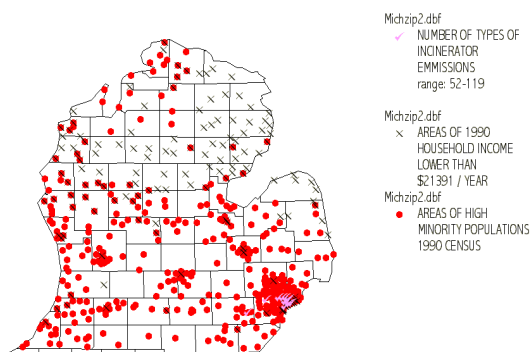 Michzip2.dbf
NUMBER OF TYPES OF
INCINERATOR
EMMISSIONS
range: 52-119
Michzip2.dbf
AREAS OF 1990
HOUSEHOLD INCOME
LOWER THAN
$21391 / YEAR
Michzip2.dbf
AREAS OF HIGH
MINORITY POPULATIONS
1990 CENSUS